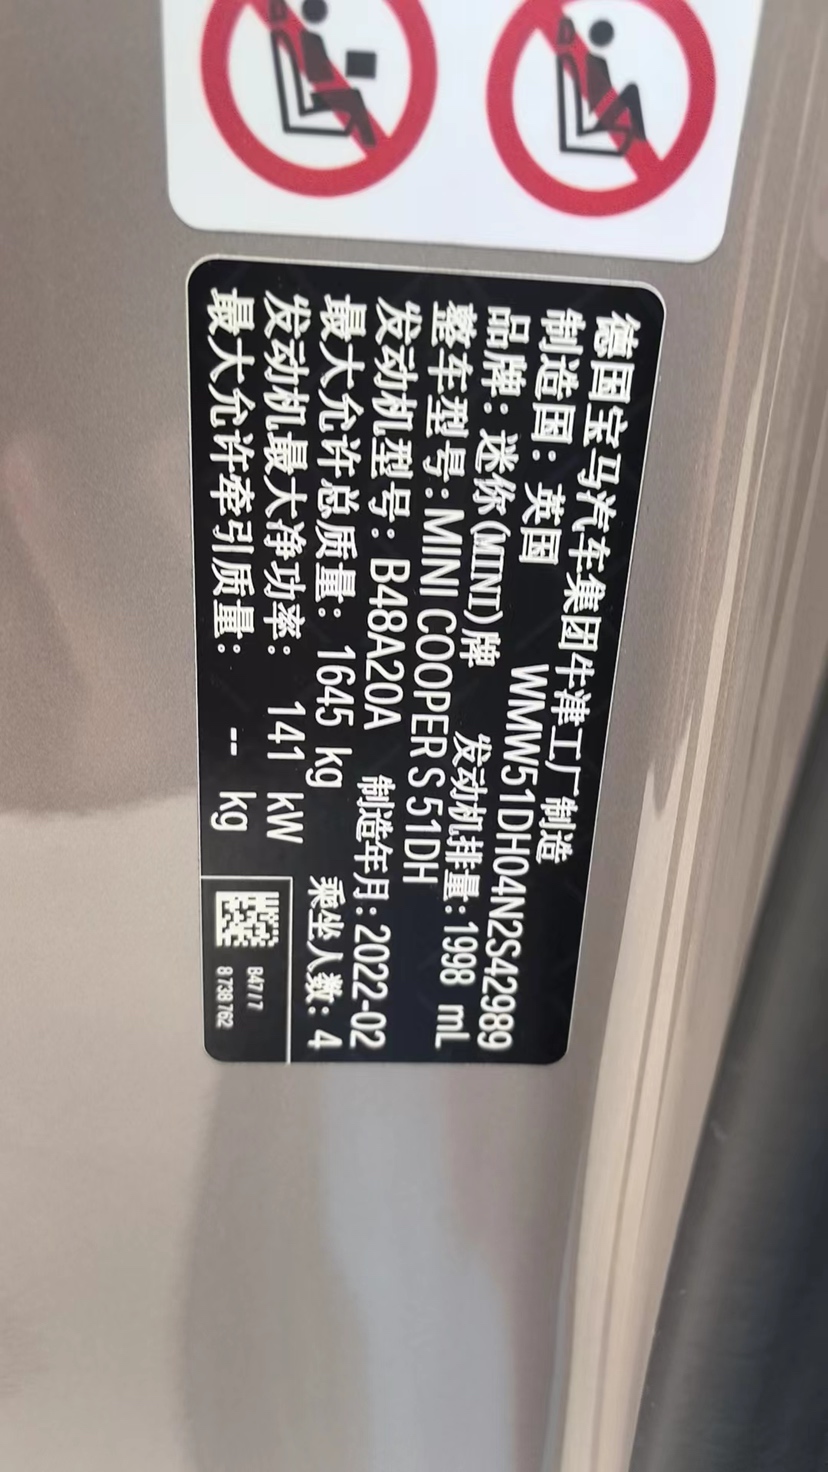 德国宝马汽车集团牛津工厂制造
制造国：英国 WMW51DH04N2S42989
品牌：迷你(MINI)牌 发动机排量：1998 mL
整车型号：MINI COOPER S 51DH
发动机型号：B48A20A 制造年月：2022-02
最大允许总质量：1645 kg 乘坐人数：4
发动机最大净功率：141 kW
最大允许牵引质量：-- kg
8 738 762